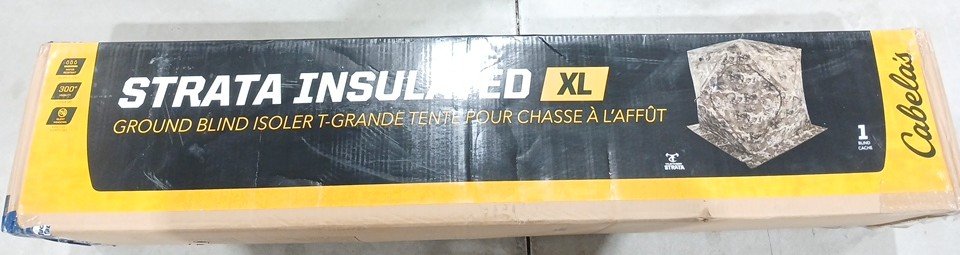 STRATA INSULATED XL
GROUND BLIND ISOLER T-GRANDE TENTE POUR CHASSE À L'AFFÛT
300°
STRATA
1
BLIND
CACHE
Cabela's